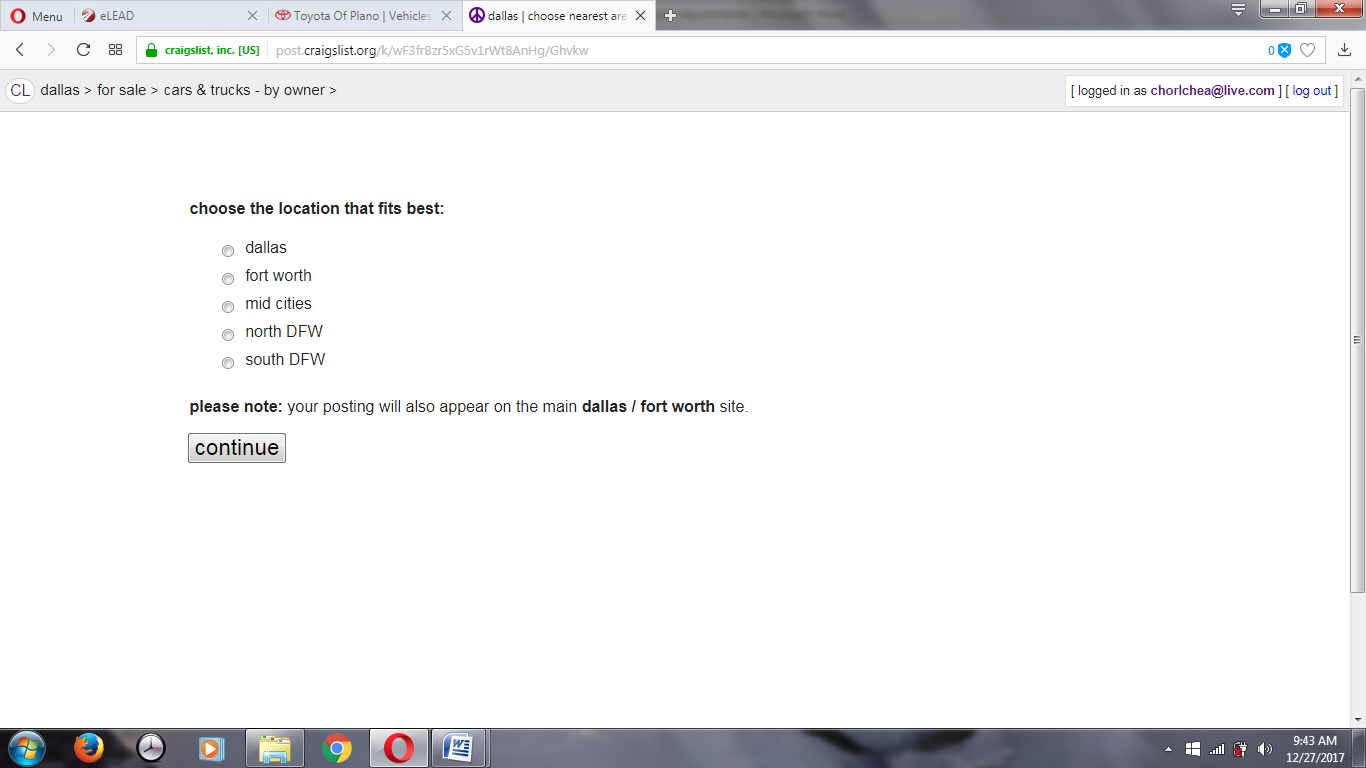 Menu
eLEAD
Toyota Of Plano | Vehicles
dallas | choose nearest are
craigslist, inc. [US]
post.craigslist.org/k/wF3frBzr5xG5v1rWt8AnHg/Ghvkw
0
CL dallas > for sale > cars & trucks - by owner >
[ logged in as chorlchea@live.com ] [ log out ]
choose the location that fits best:
dallas
fort worth
mid cities
north DFW
south DFW
please note: your posting will also appear on the main dallas / fort worth site.
continue
9:43 AM
12/27/2017